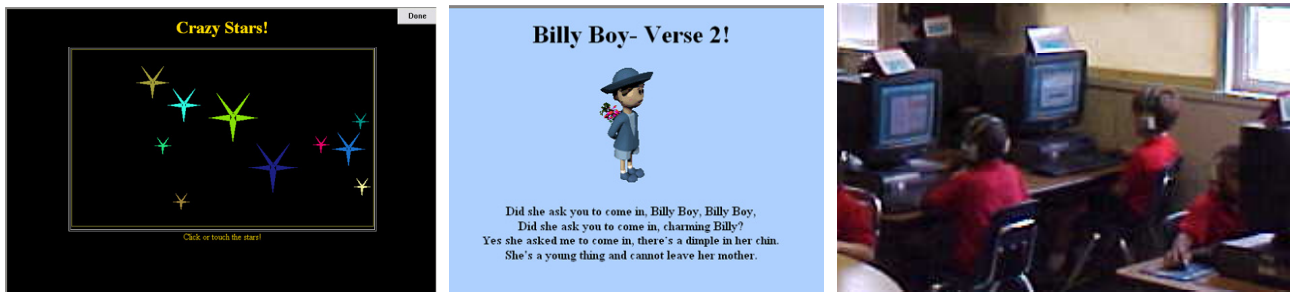 Done
Crazy Stars!
Click or touch the stars!
Billy Boy- Verse 2!
Did she ask you to come in, Billy Boy, Billy Boy,
Did she ask you to come in, charming Billy?
Yes she asked me to come in, there's a dimple in her chin.
She's a young thing and cannot leave her mother.